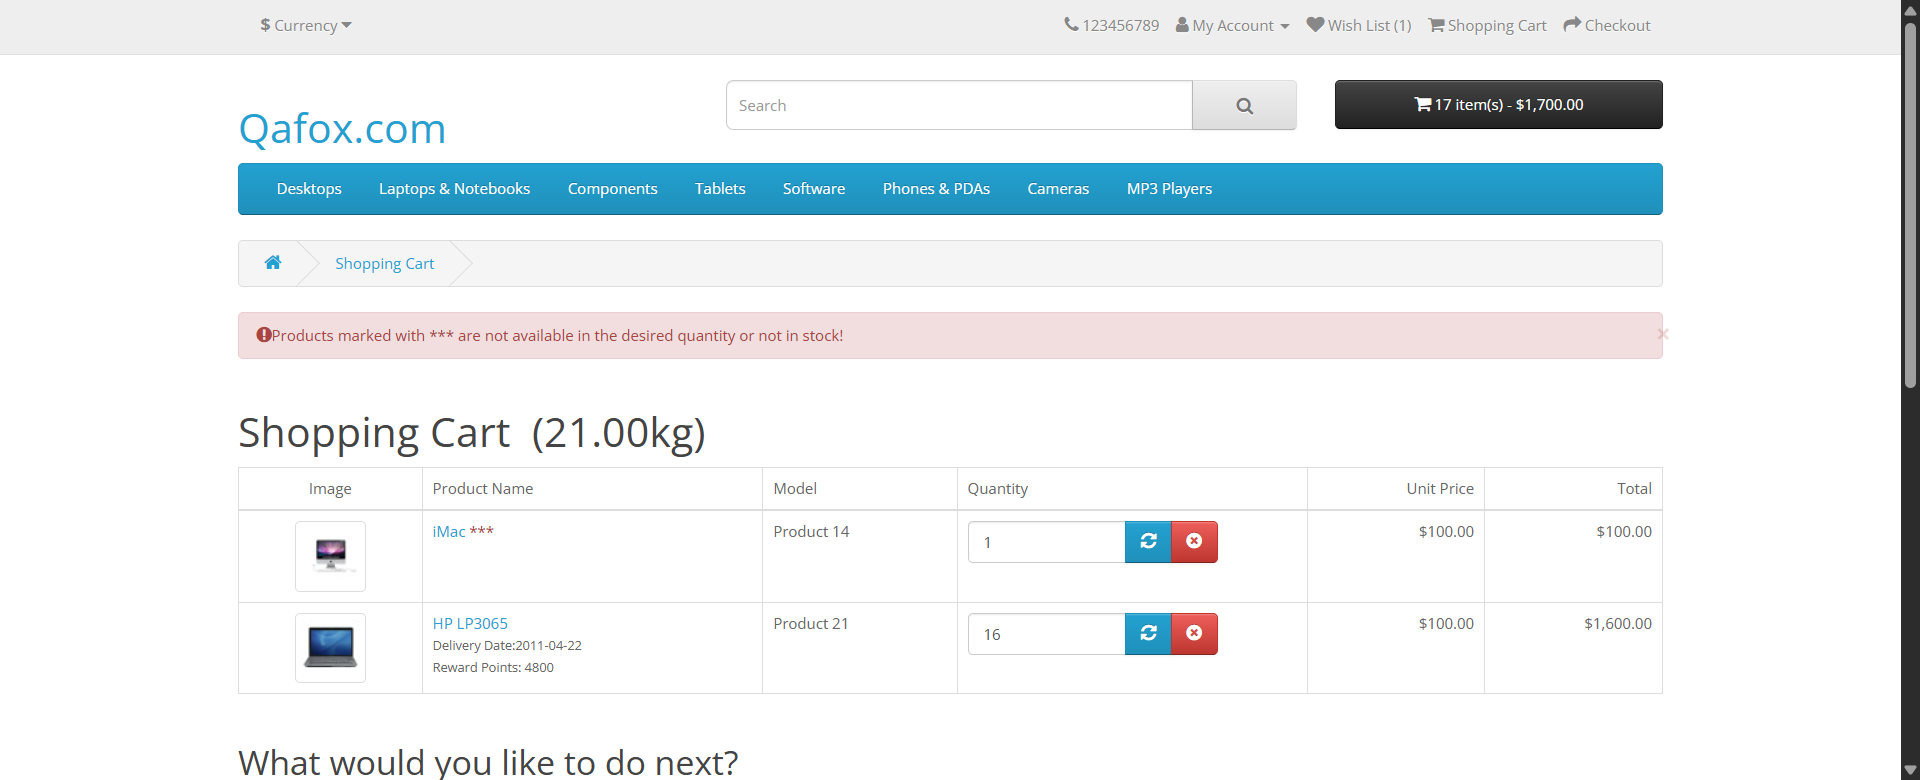 $ Currency
123456789 My Account Wish List (1) Shopping Cart Checkout
Qafox.com
Search
17 item(s) - $1,700.00
Desktops Laptops & Notebooks Components Tablets Software Phones & PDAs Cameras MP3 Players
Shopping Cart
Products marked with *** are not available in the desired quantity or not in stock!
×
Shopping Cart (21.00kg)
Image Product Name Model Quantity Unit Price Total
iMac *** Product 14 1 $100.00 $100.00
HP LP3065 Product 21 16 $100.00 $1,600.00
Delivery Date:2011-04-22
Reward Points: 4800
What would you like to do next?